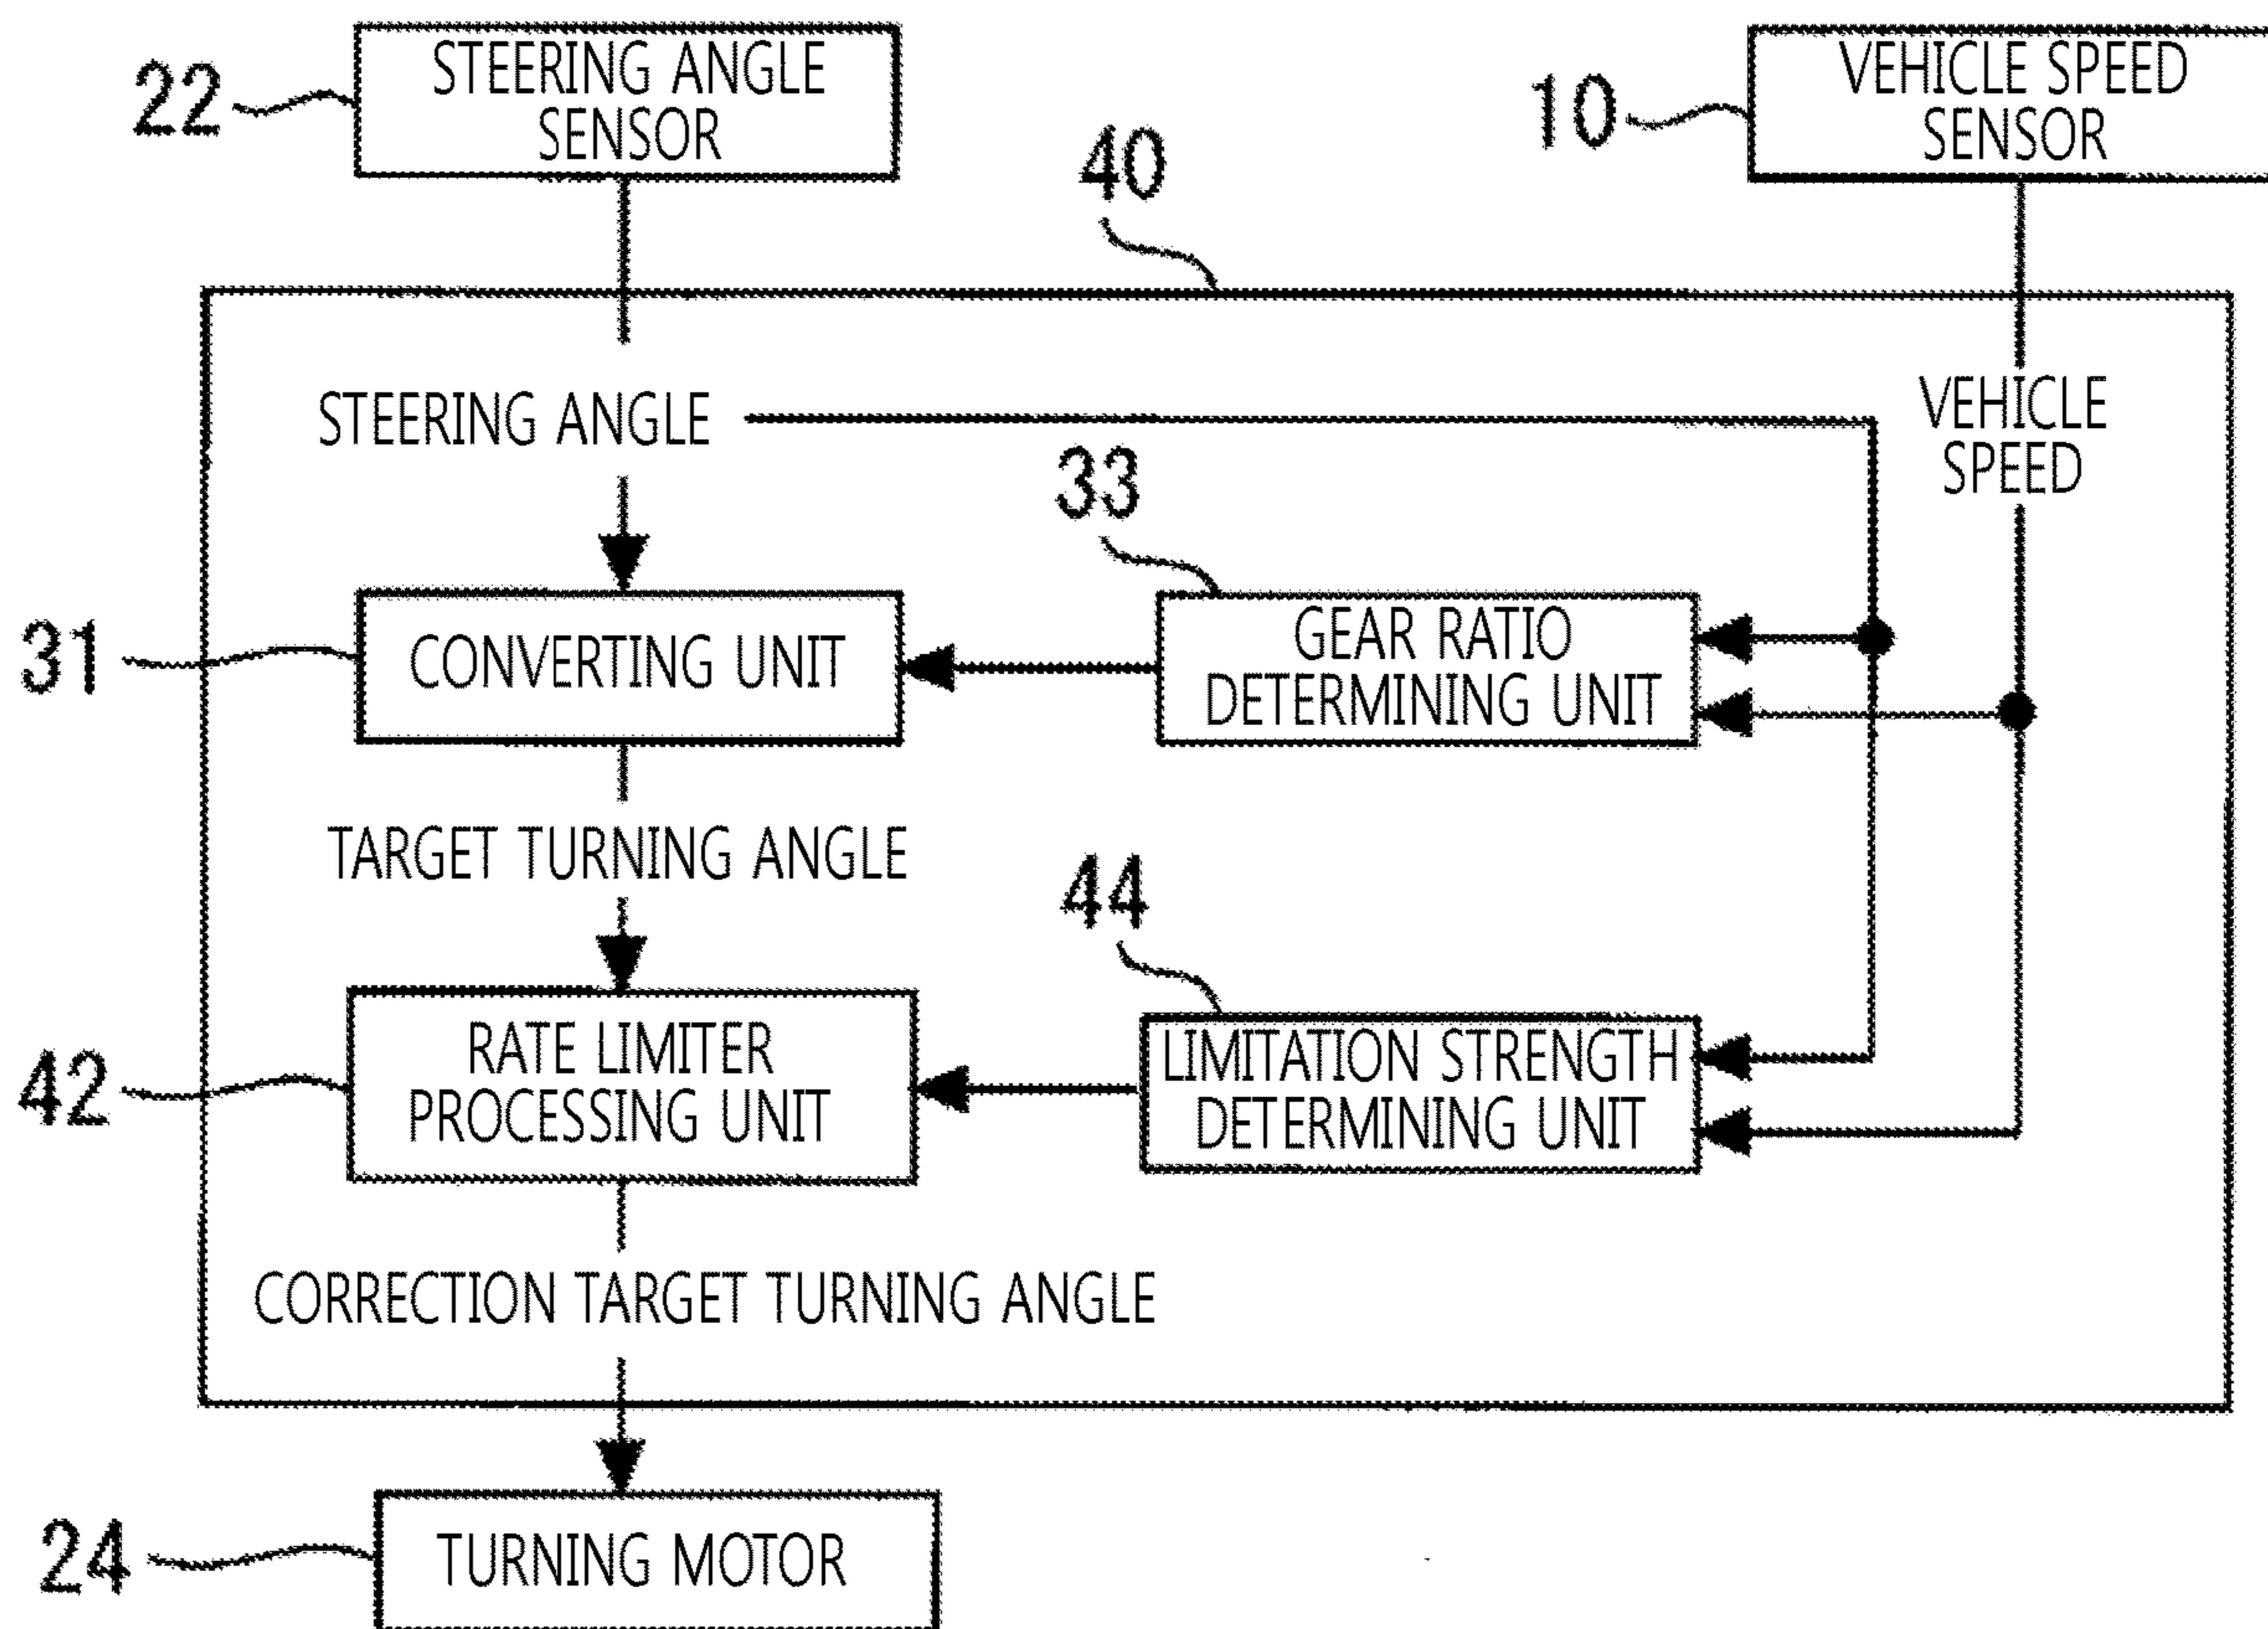 22
STEERING ANGLE
SENSOR
10
VEHICLE SPEED
SENSOR
40
STEERING ANGLE
VEHICLE
SPEED
33
31
CONVERTING UNIT
GEAR RATIO
DETERMINING UNIT
TARGET TURNING ANGLE
44
42
RATE LIMITER
PROCESSING UNIT
LIMITATION STRENGTH
DETERMINING UNIT
CORRECTION TARGET TURNING ANGLE
24
TURNING MOTOR